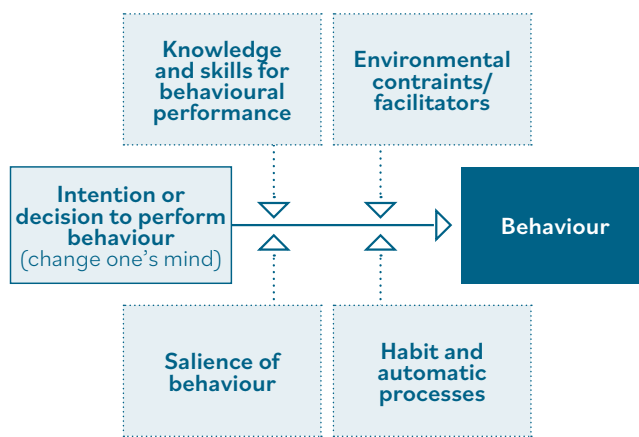 Knowledge
and skills for
behavioural
performance
Environmental
contraints/
facilitators
Intention or
decision to perform
behaviour
(change one's mind)
Behaviour
Salience of
behaviour
Habit and
automatic
processes